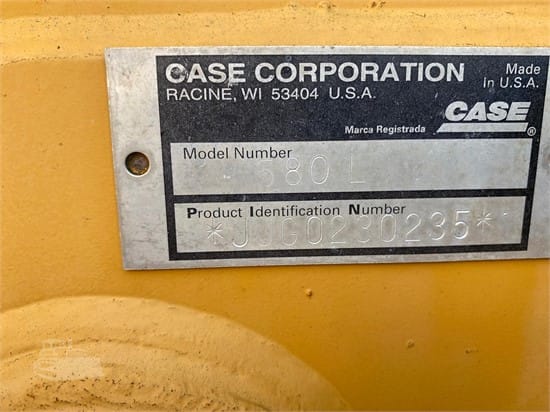 CASE CORPORATION
RACINE, WI 53404 U.S.A.
Made
in U.S.A.
CASE
Marca Registrada ®
Model Number
580 L
Product Identification Number
*JJG0230235*